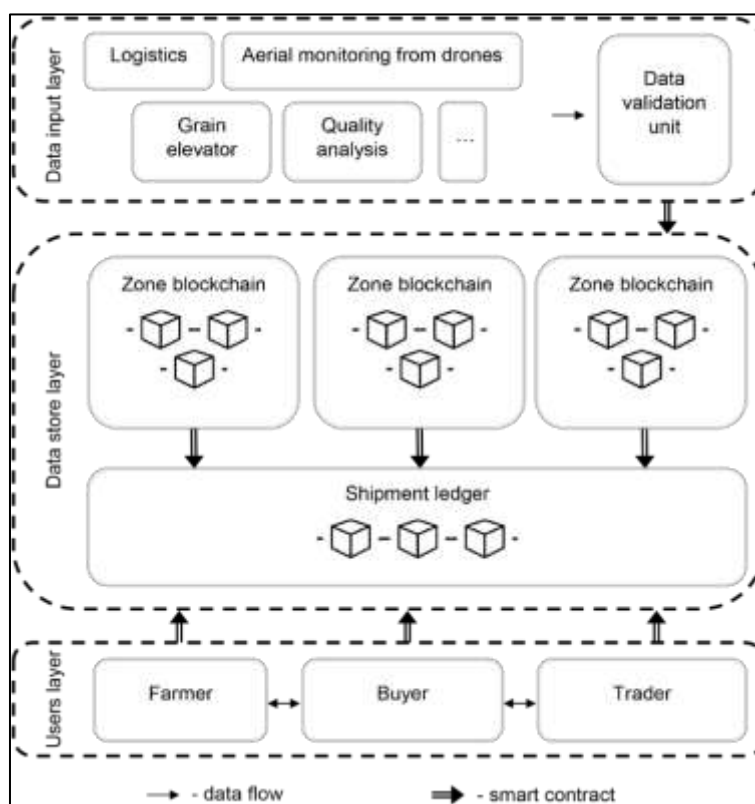 Data input layer
Logistics
Aerial monitoring from drones
Grain
elevator
Quality
analysis
...
Data
validation
unit
Data store layer
Zone blockchain
Zone blockchain
Zone blockchain
Shipment ledger
Users layer
Farmer
Buyer
Trader
- data flow
- smart contract